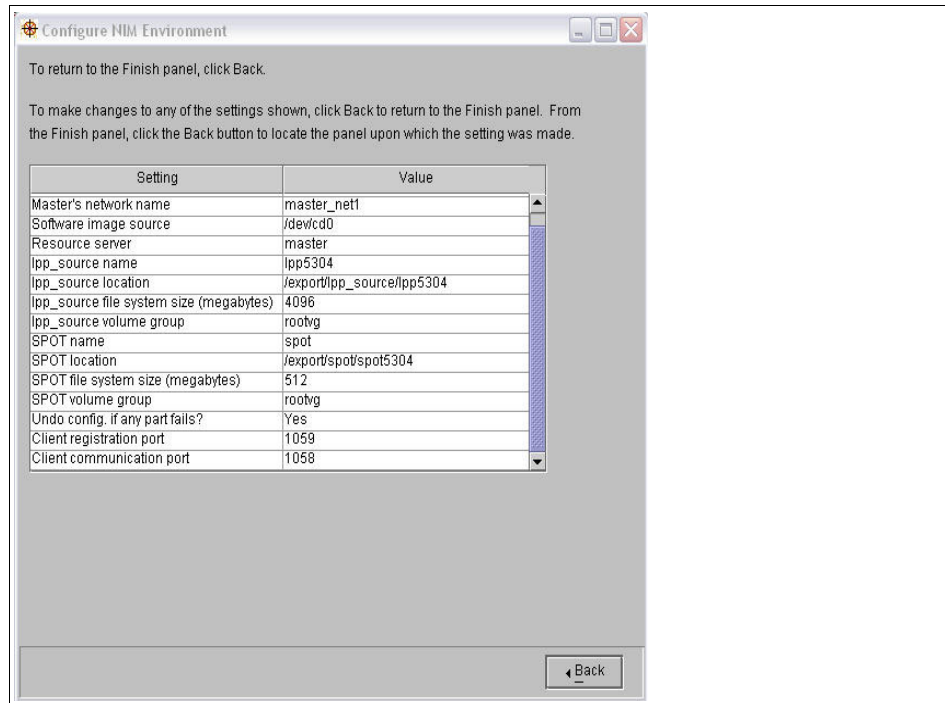 Configure NIM Environment
To return to the Finish panel, click Back.
To make changes to any of the settings shown, click Back to return to the Finish panel. From
the Finish panel, click the Back button to locate the panel upon which the setting was made.
Setting Value
Master's network name master_net1
Software image source /dev/cd0
Resource server master
lpp_source name lpp5304
lpp_source location /export/lpp_source/lpp5304
lpp_source file system size (megabytes) 4096
lpp_source volume group rootvg
SPOT name spot
SPOT location /export/spot/spot5304
SPOT file system size (megabytes) 512
SPOT volume group rootvg
Undo config. if any part fails? Yes
Client registration port 1059
Client communication port 1058
Back